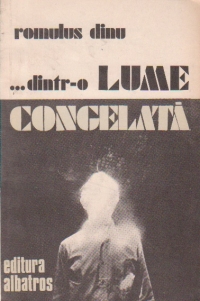 romulus dinu
...dintr-o LUME
CONGELATĂ
editura
albatros